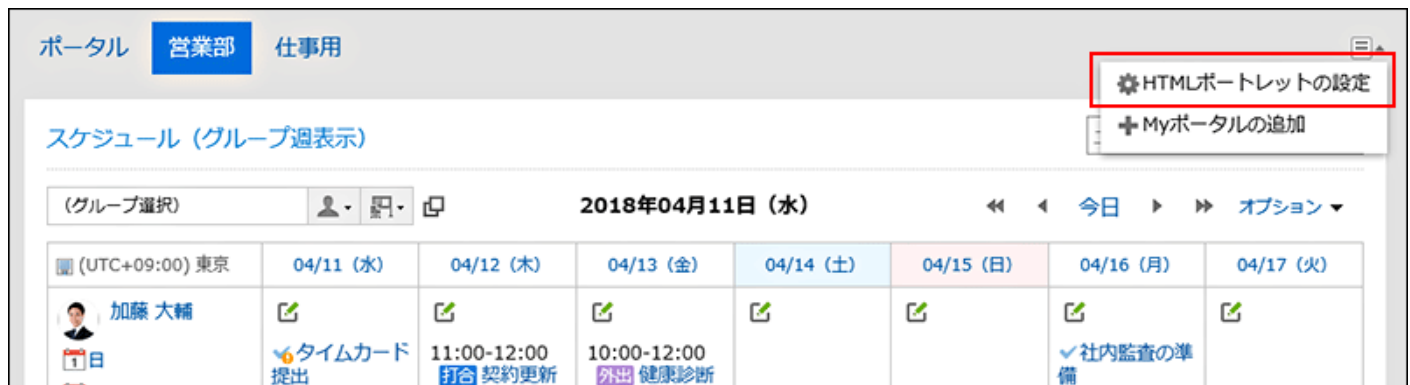 ポータル 営業部 仕事用
HTMLポートレットの設定
Myポータルの追加
スケジュール（グループ週表示）
（グループ選択） 2018年04月11日（水） 今日 オプション
(UTC+09:00) 東京 04/11（水） 04/12（木） 04/13（金） 04/14（土） 04/15（日） 04/16（月） 04/17（火）
加藤 大輔
1 日
タイムカード
提出
11:00-12:00
打合 契約更新
10:00-12:00
外出 健康診断
社内監査の準
備